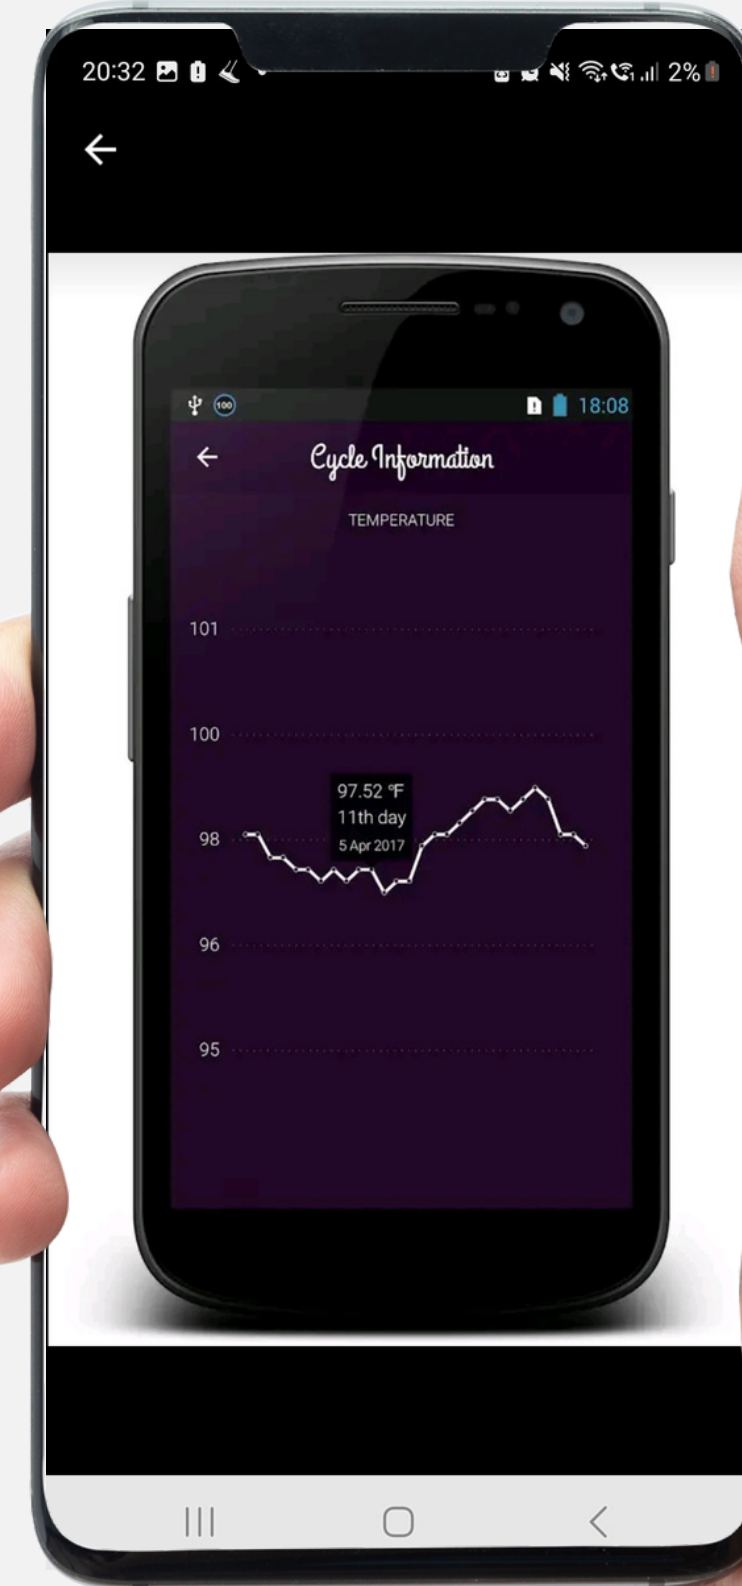 20:32
2%
100
18:08
Cycle Information
TEMPERATURE
101
100
97.52 °F
11th day
98
5 Apr 2017
96
95